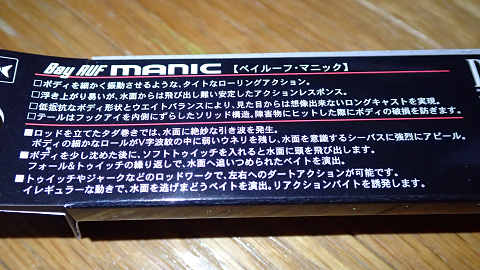 Bay RUF MANIC 【ベイルーフ・マニック】
□ボディを細かく振動させるような、タイトなローリングアクション。
□浮き上がり易いが、水面からは飛び出し難い安定したアクションレスポンス。
□低抵抗なボディ形状とウエイトバランスにより、見た目からは想像出来ないロングキャストを実現。
□テールはフックアイを内側にずらしたソリッド構造。障害物にヒットした際にボディの破損を防ぎます。
■ロッドを立てたタダ巻きでは、水面に絶妙な引き波を発生。
ボディの細かなロールがV字波紋の中に弱いウネリを残し、水面を意識するシーバスに強烈にアピール。
■ボディを少し沈めた後に、ソフトトゥイッチを入れると水面に頭を飛び出します。
フォール&トゥイッチの繰り返しで、水面へ追いつめられたベイトを演出。
■トゥイッチやジャークなどのロッドワークで、左右へのダートアクションが可能です。
イレギュラーな動きで、水面を逃げまどうベイトを演出。リアクションバイトを誘発します。